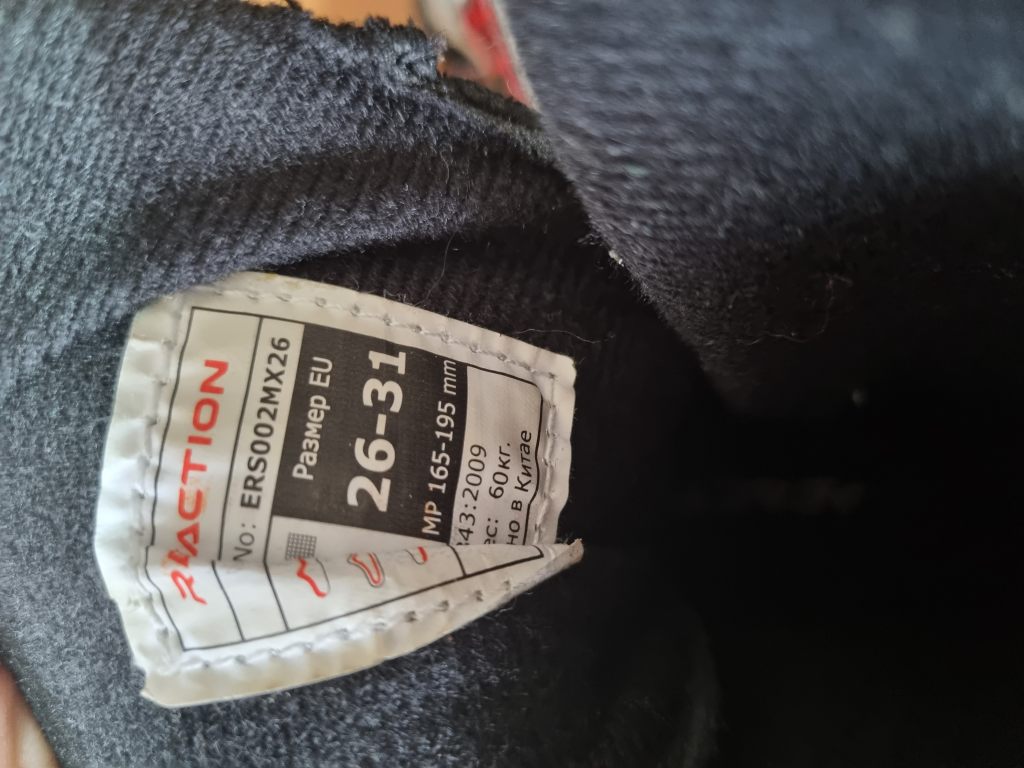 REACTION
No: ERS002MX26
Размер EU
26-31
MP 165-195 mm
43:2009
60кг.
в Китае